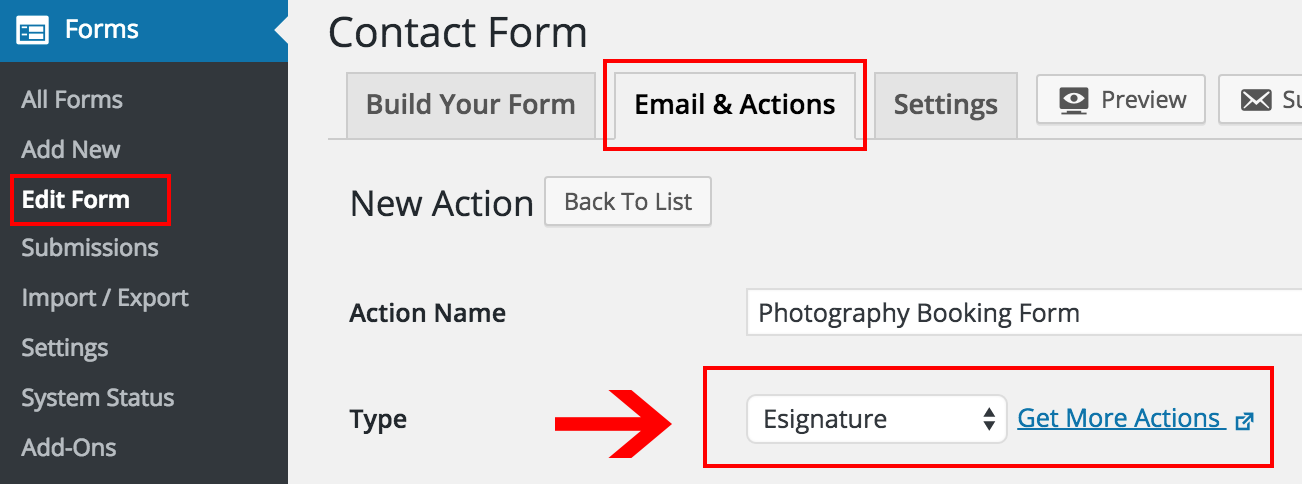 Forms
All Forms
Add New
Edit Form
Submissions
Import / Export
Settings
System Status
Add-Ons
Contact Form
Build Your Form
Email & Actions
Settings
Preview
New Action
Back To List
Action Name
Photography Booking Form
Type
Esignature
Get More Actions